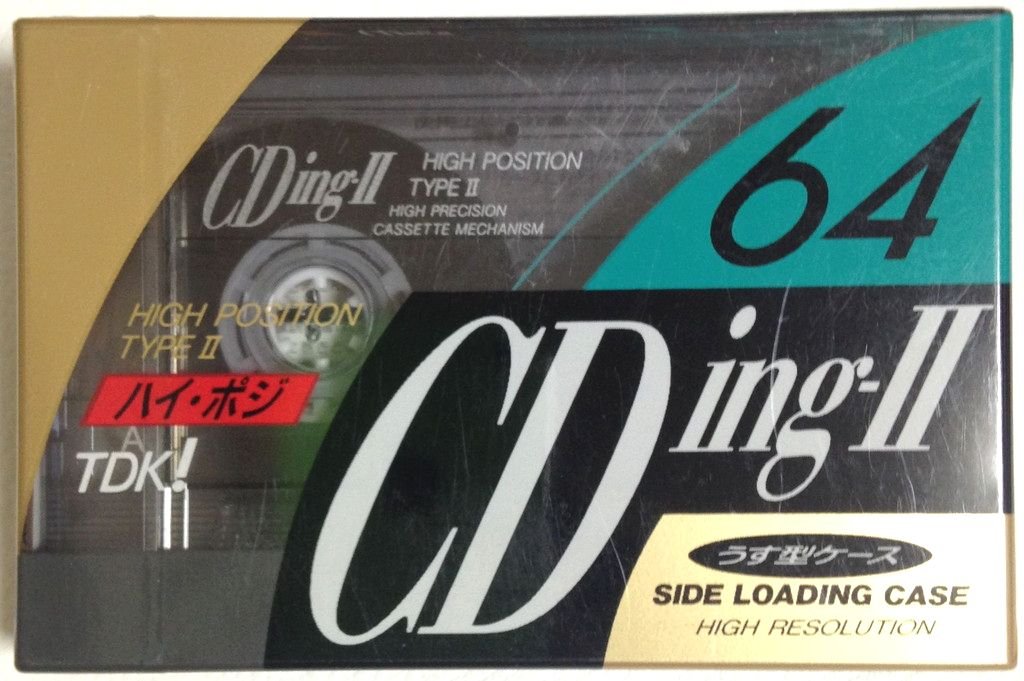 64
CDing-II
HIGH POSITION
TYPE II
HIGH PRECISION
CASSETTE MECHANISM
HIGH POSITION
TYPE II
ハイ・ポジ
A
TDK!
CDing-II
うす型ケース
SIDE LOADING CASE
HIGH RESOLUTION